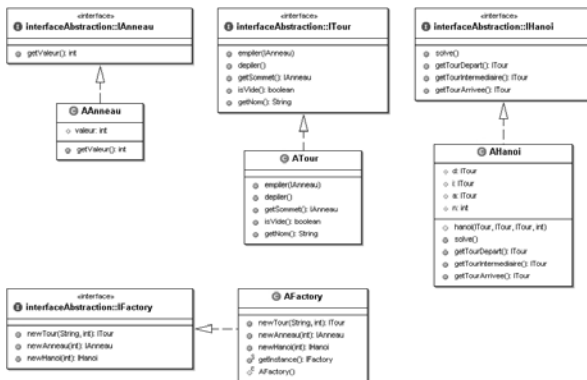 «interface»
interfaceAbstraction::IAnneau
getValeur(): int
AAnneau
valeur: int
getValeur(): int
«interface»
interfaceAbstraction::ITour
empiler(IAnneau)
depiler()
getSommet(): IAnneau
isVide(): boolean
getNom(): String
ATour
empiler(IAnneau)
depiler()
getSommet(): IAnneau
isVide(): boolean
getNom(): String
«interface»
interfaceAbstraction::IHanoi
solve()
getTourDepart(): ITour
getTourIntermediaire(): ITour
getTourArrivee(): ITour
AHanoi
d: ITour
i: ITour
a: ITour
n: int
hanoi(ITour, ITour, ITour, int)
solve()
getTourDepart(): ITour
getTourIntermediaire(): ITour
getTourArrivee(): ITour
«interface»
interfaceAbstraction::IFactory
newTour(String, int): ITour
newAnneau(int): IAnneau
newHanoi(int): IHanoi
AFactory
newTour(String, int): ITour
newAnneau(int): IAnneau
newHanoi(int): IHanoi
getInstance(): IFactory
AFactory()